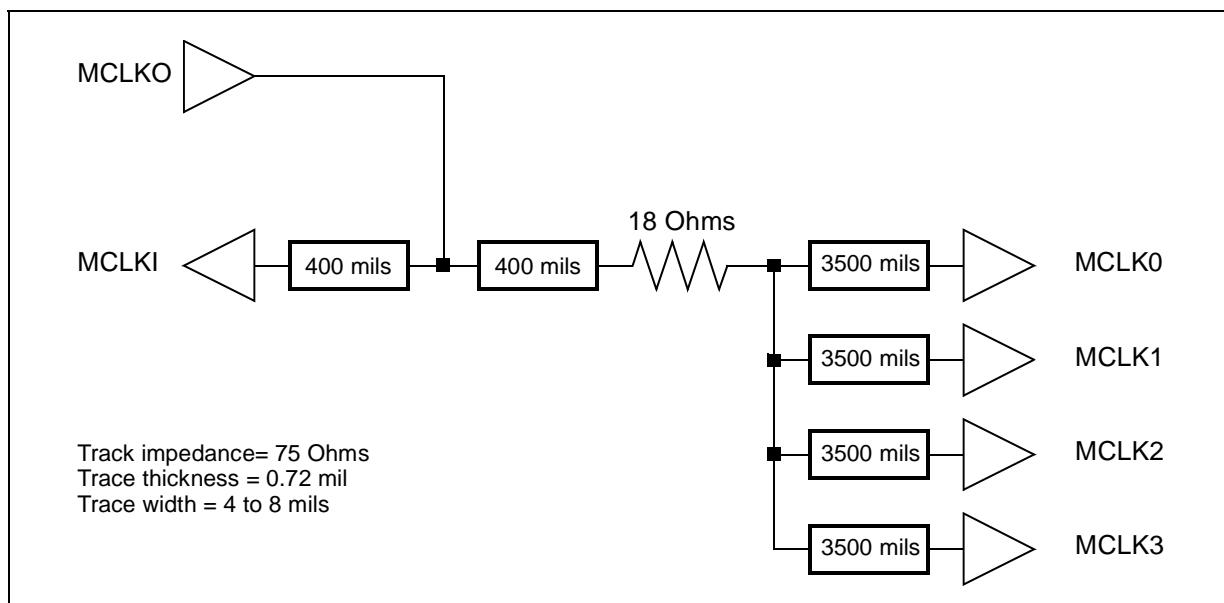 MCLKO
18 Ohms
MCLKI
400 mils
400 mils
3500 mils
MCLK0
3500 mils
MCLK1
3500 mils
MCLK2
3500 mils
MCLK3
Track impedance= 75 Ohms
Trace thickness = 0.72 mil
Trace width = 4 to 8 mils